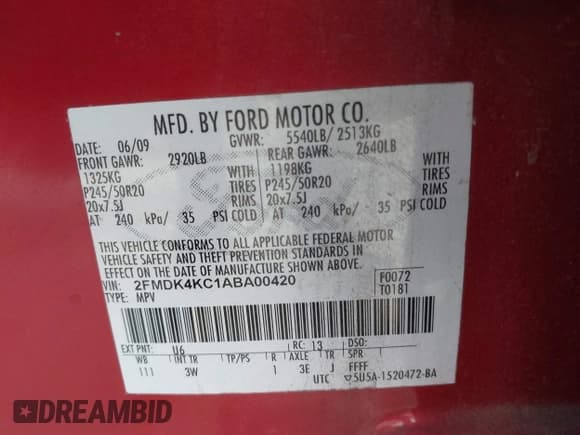 MFD. BY FORD MOTOR CO.
DATE: 06/09 GVWR: 5540LB/ 2513KG
FRONT GAWR: 2920LB REAR GAWR: 2640LB
1325KG WITH 1198KG WITH
P245/50R20 TIRES P245/50R20 TIRES
20x7.5J RIMS 20x7.5J RIMS
AT 240 kPa/ 35 PSI COLD AT 240 kPa/ 35 PSI COLD
THIS VEHICLE CONFORMS TO ALL APPLICABLE FEDERAL MOTOR
VEHICLE SAFETY AND THEFT PREVENTION STANDARDS IN
EFFECT ON THE DATE OF MANUFACTURE SHOWN ABOVE.
VIN: 2FMDK4KC1ABA00420 F0072
TYPE: MPV T0181
EXT PNT: U6 RC: 13 DSO:
WB INT TR TP/PS R AXLE TR SPR
111 3W 1 3E J FFFF
UTC 5U5A-1520472-BA
DREAMBID